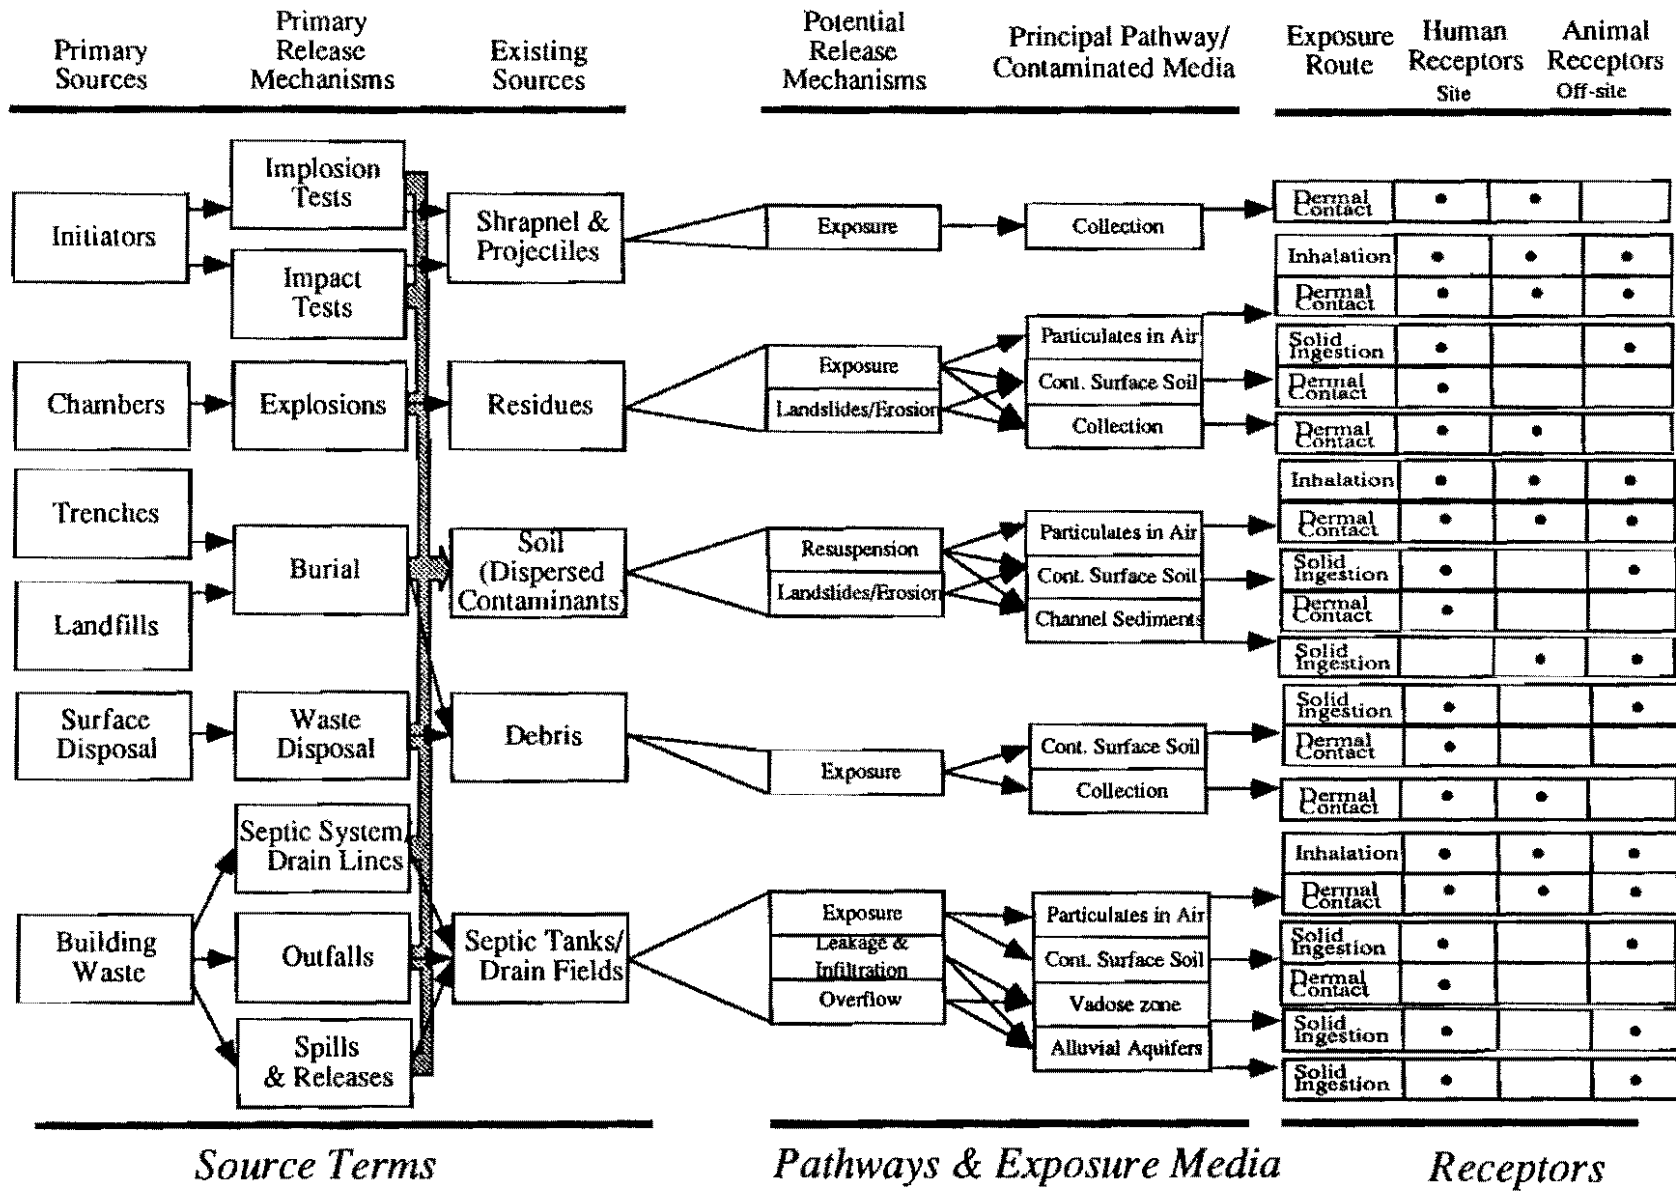 Primary
Sources
Primary
Release
Mechanisms
Existing
Sources
Potential
Release
Mechanisms
Principal Pathway/
Contaminated Media
Exposure
Route
Human
Receptors
Site
Animal
Receptors
Off-site
Initiators
Chambers
Trenches
Landfills
Surface
Disposal
Building
Waste
Implosion
Tests
Impact
Tests
Explosions
Burial
Waste
Disposal
Septic System
Drain Lines
Outfalls
Spills
& Releases
Shrapnel &
Projectiles
Residues
Soil
(Dispersed
Contaminants)
Debris
Septic Tanks/
Drain Fields
Exposure
Exposure
Landslides/Erosion
Resuspension
Landslides/Erosion
Exposure
Exposure
Leakage &
Infiltration
Overflow
Collection
Particulates in Air
Cont. Surface Soil
Collection
Particulates in Air
Cont. Surface Soil
Channel Sediments
Cont. Surface Soil
Collection
Particulates in Air
Cont. Surface Soil
Vadose zone
Alluvial Aquifers
Dermal
Contact
Inhalation
Dermal
Contact
Solid
Ingestion
Dermal
Contact
Dermal
Contact
Inhalation
Dermal
Contact
Solid
Ingestion
Dermal
Contact
Solid
Ingestion
Solid
Ingestion
Dermal
Contact
Dermal
Contact
Inhalation
Dermal
Contact
Solid
Ingestion
Dermal
Contact
Solid
Ingestion
Solid
Ingestion
Source Terms
Pathways & Exposure Media
Receptors